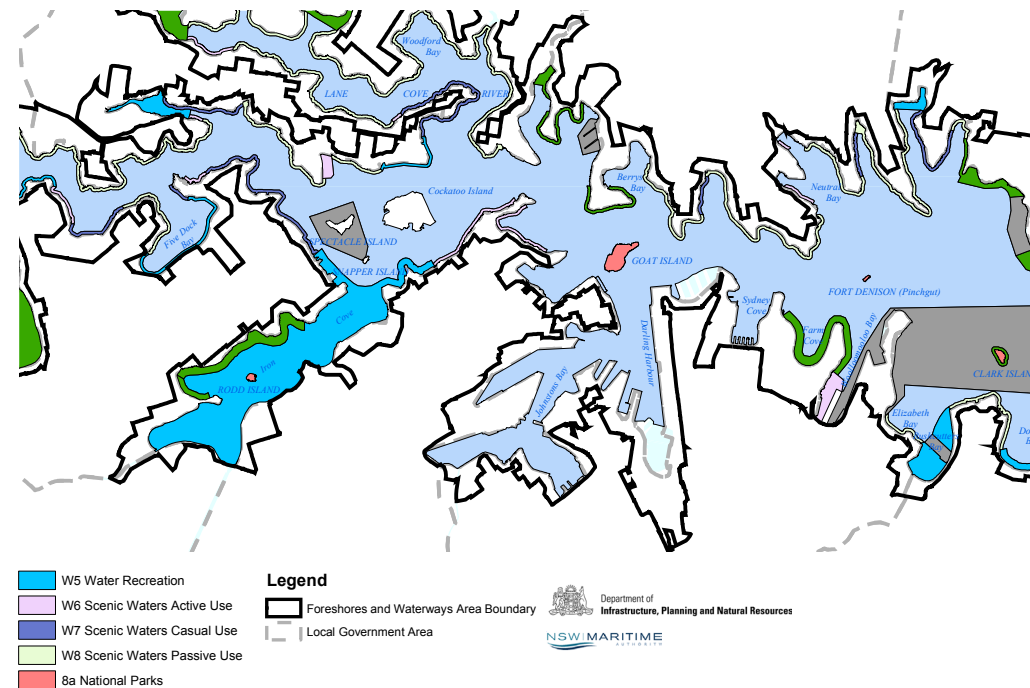 Woodford
Bay
LANE COVE RIVER
Berrys
Bay
Cockatoo Island
Neutral
Bay
Five Dock
Bay
SPECTACLE ISLAND
SNAPPER ISLAND
GOAT ISLAND
FORT DENISON (Pinchgut)
Sydney
Cove
Farm
Cove
Woolloomooloo Bay
Darling Harbour
Iron Cove
RODD ISLAND
Johnstons Bay
CLARK ISLAN
Elizabeth
Bay
W5 Water Recreation
W6 Scenic Waters Active Use
W7 Scenic Waters Casual Use
W8 Scenic Waters Passive Use
8a National Parks
Legend
Foreshores and Waterways Area Boundary
Local Government Area
Department of
Infrastructure, Planning and Natural Resources
NSW MARITIME
AUTHORITY